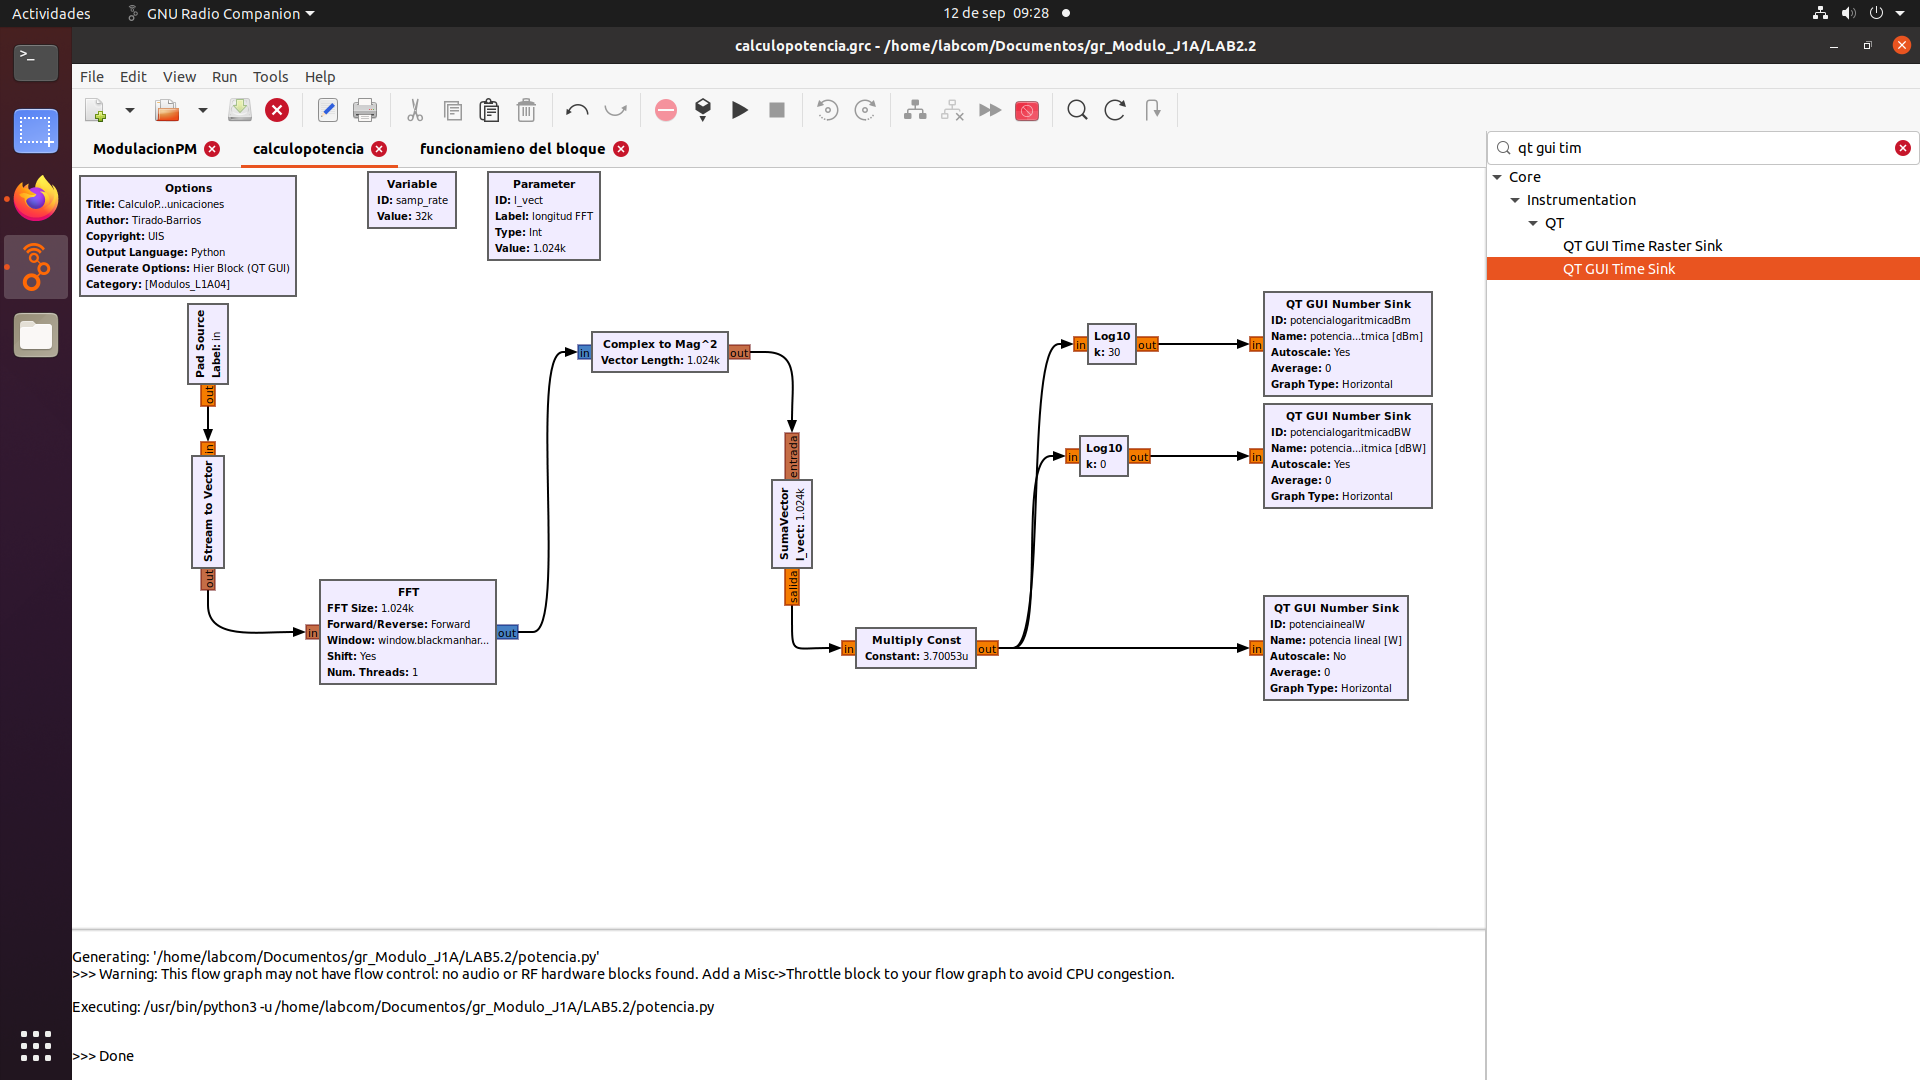 Actividades
GNU Radio Companion
12 de sep 09:28
calculopotencia.grc - /home/labcom/Documentos/gr_Modulo_J1A/LAB2.2
File Edit View Run Tools Help
ModulacionPM
calculopotencia
funcionamieno del bloque
qt gui tim
Core
Instrumentation
QT
QT GUI Time Raster Sink
QT GUI Time Sink
Options
Title: CalculoP...unicaciones
Author: Tirado-Barrios
Copyright: UIS
Output Language: Python
Generate Options: Hier Block (QT GUI)
Category: [Modulos_L1A04]
Variable
ID: samp_rate
Value: 32k
Parameter
ID: l_vect
Label: longitud FFT
Type: Int
Value: 1.024k
Pad Source
Label: in
out
in
Stream to Vector
out
in
FFT
FFT Size: 1.024k
Forward/Reverse: Forward
Window: window.blackmanhar...
Shift: Yes
Num. Threads: 1
out
in
Complex to Mag^2
Vector Length: 1.024k
out
entrada
SumaVector
l_vect: 1.024k
salida
in
Multiply Const
Constant: 3.70053u
out
in
Log10
k: 30
out
in
Log10
k: 0
out
in
QT GUI Number Sink
ID: potencialogaritmicadBm
Name: potencia...tmica [dBm]
Autoscale: Yes
Average: 0
Graph Type: Horizontal
in
QT GUI Number Sink
ID: potencialogaritmicadBW
Name: potencia...itmica [dBW]
Autoscale: Yes
Average: 0
Graph Type: Horizontal
in
QT GUI Number Sink
ID: potenciainealW
Name: potencia lineal [W]
Autoscale: No
Average: 0
Graph Type: Horizontal
Generating: '/home/labcom/Documentos/gr_Modulo_J1A/LAB5.2/potencia.py'
>>> Warning: This flow graph may not have flow control: no audio or RF hardware blocks found. Add a Misc->Throttle block to your flow graph to avoid CPU congestion.
Executing: /usr/bin/python3 -u /home/labcom/Documentos/gr_Modulo_J1A/LAB5.2/potencia.py
>>> Done